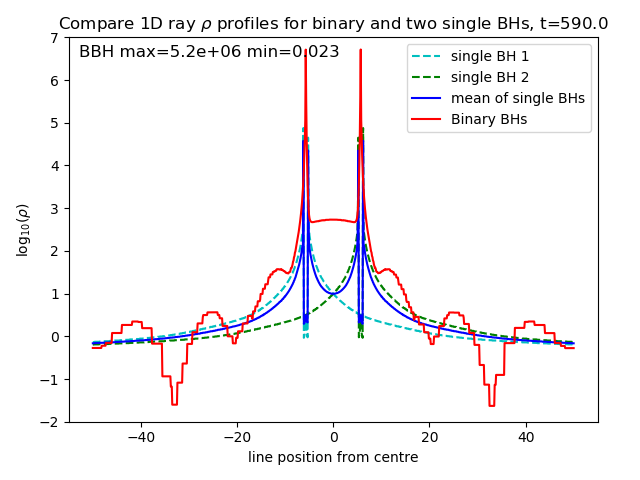 Compare 1D ray ρ profiles for binary and two single BHs, t=590.0
BBH max=5.2e+06 min=0.023
single BH 1
single BH 2
mean of single BHs
Binary BHs
7
6
5
4
3
2
1
0
−1
−2
log₁₀(ρ)
−40 −20 0 20 40
line position from centre